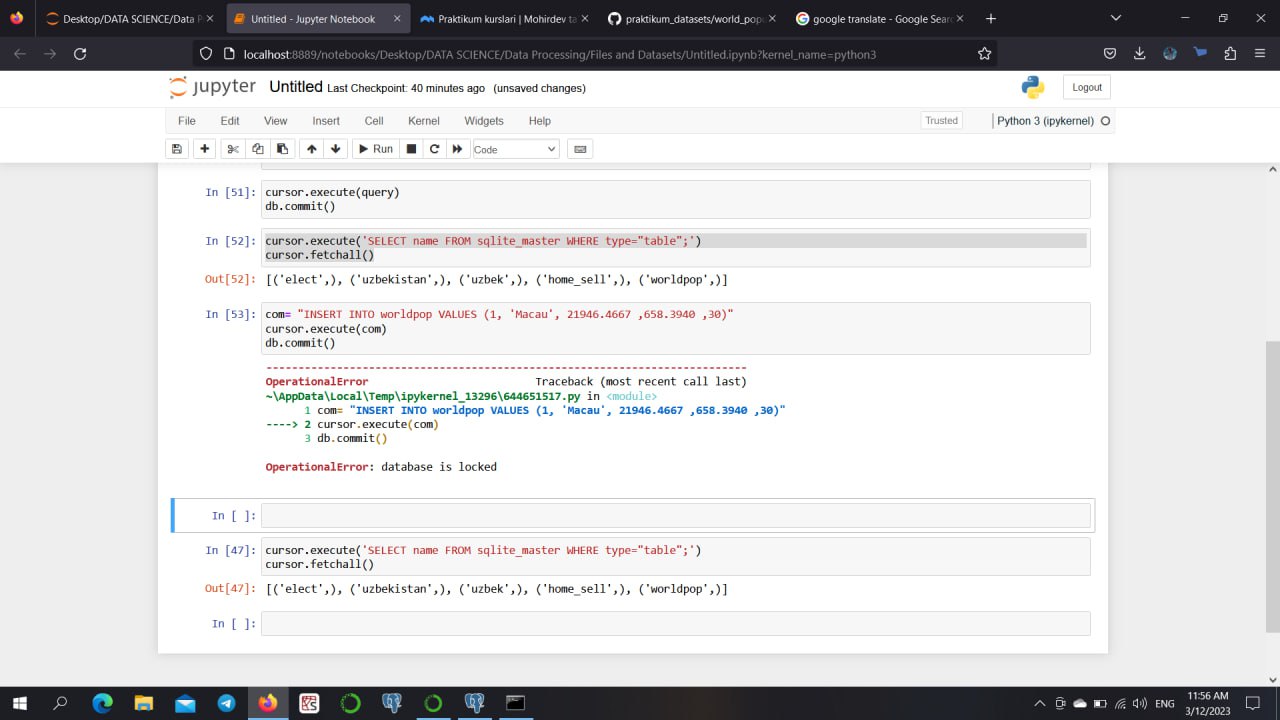 Desktop/DATA SCIENCE/Data P
Untitled - Jupyter Notebook
Praktikum kurslari | Mohirdev ta
praktikum_datasets/world_popu
google translate - Google Searc
localhost:8889/notebooks/Desktop/DATA SCIENCE/Data Processing/Files and Datasets/Untitled.ipynb?kernel_name=python3
jupyter Untitled Last Checkpoint: 40 minutes ago (unsaved changes)
Logout
File Edit View Insert Cell Kernel Widgets Help
Trusted
Python 3 (ipykernel)
Run
Code
In [51]: cursor.execute(query)
db.commit()
In [52]: cursor.execute('SELECT name FROM sqlite_master WHERE type="table";')
cursor.fetchall()
Out[52]: [('elect',), ('uzbekistan',), ('uzbek',), ('home_sell',), ('worldpop',)]
In [53]: com= "INSERT INTO worldpop VALUES (1, 'Macau', 21946.4667 ,658.3940 ,30)"
cursor.execute(com)
db.commit()
---------------------------------------------------------------------------
OperationalError Traceback (most recent call last)
~\AppData\Local\Temp\ipykernel_13296\644651517.py in <module>
1 com= "INSERT INTO worldpop VALUES (1, 'Macau', 21946.4667 ,658.3940 ,30)"
----> 2 cursor.execute(com)
3 db.commit()
OperationalError: database is locked
In [ ]:
In [47]: cursor.execute('SELECT name FROM sqlite_master WHERE type="table";')
cursor.fetchall()
Out[47]: [('elect',), ('uzbekistan',), ('uzbek',), ('home_sell',), ('worldpop',)]
In [ ]:
ENG
11:56 AM
3/12/2023